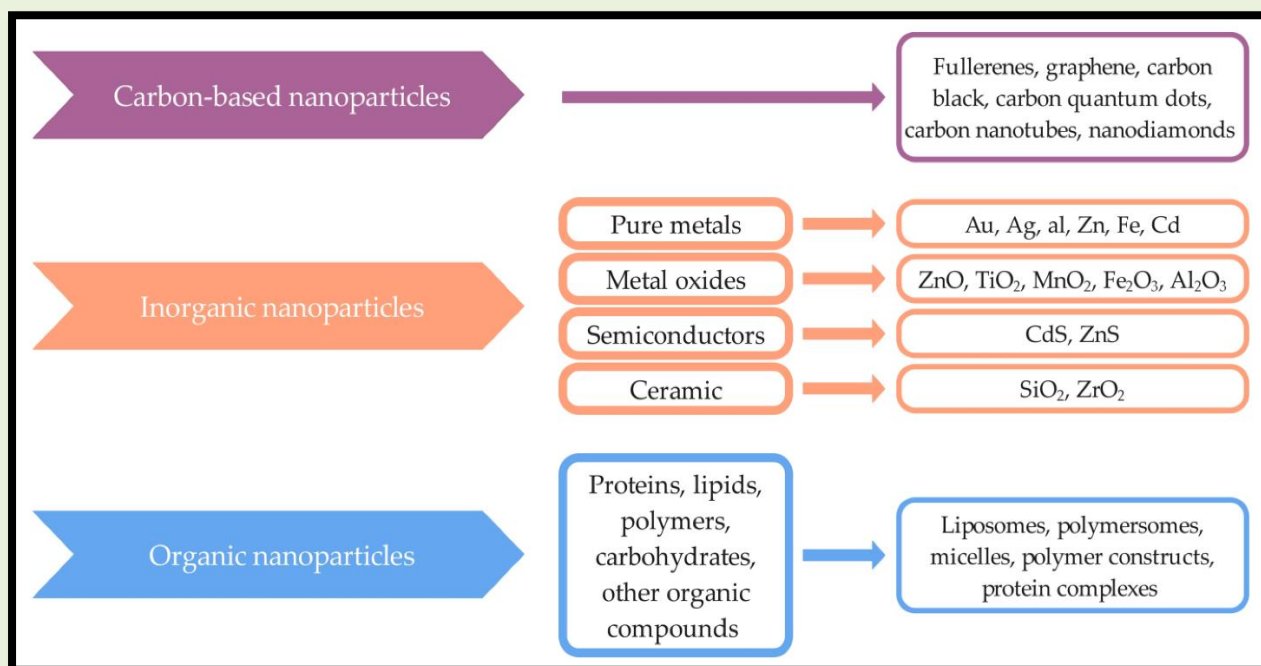 Carbon-based nanoparticles
Fullerenes, graphene, carbon
black, carbon quantum dots,
carbon nanotubes, nanodiamonds
Inorganic nanoparticles
Pure metals
Au, Ag, al, Zn, Fe, Cd
Metal oxides
ZnO, TiO₂, MnO₂, Fe₂O₃, Al₂O₃
Semiconductors
CdS, ZnS
Ceramic
SiO₂, ZrO₂
Organic nanoparticles
Proteins, lipids,
polymers,
carbohydrates,
other organic
compounds
Liposomes, polymersomes,
micelles, polymer constructs,
protein complexes